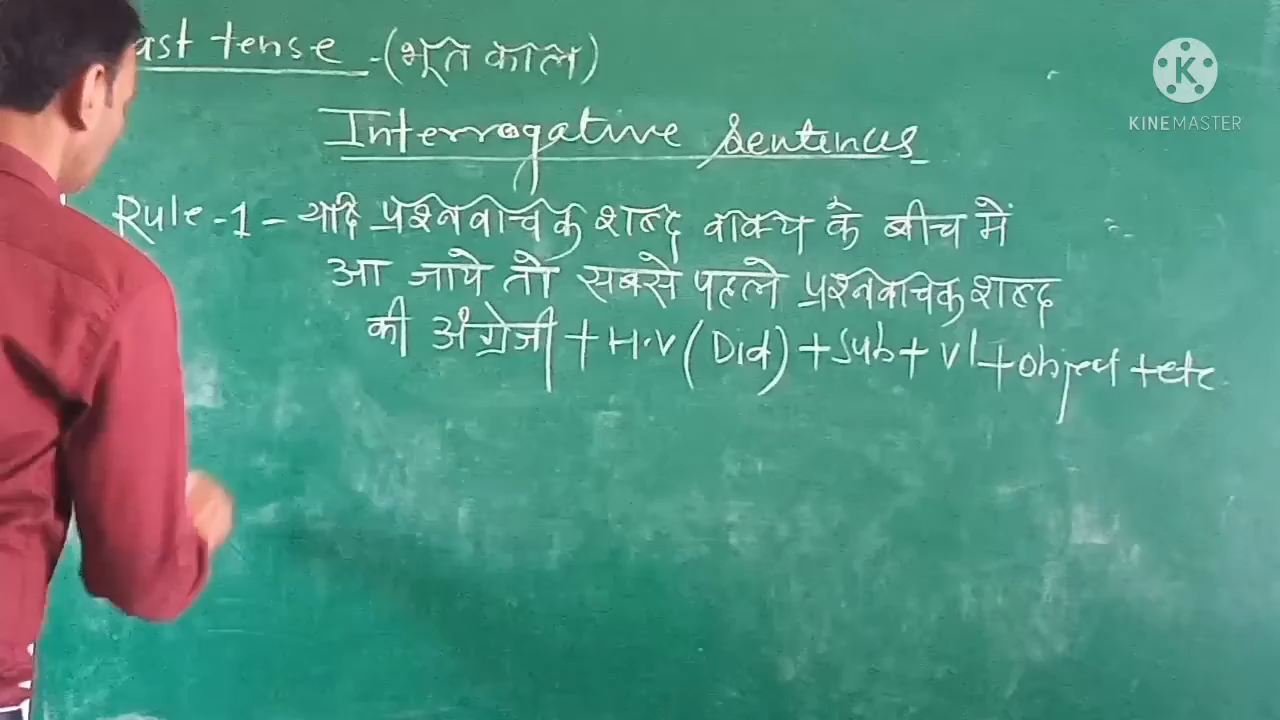 ast tense - (भूत काल)
Interrogative Sentences
Rule-1- यदि प्रश्नवाचक शब्द वाक्य के बीच में
आ जाये तो सबसे पहले प्रश्नवाचक शब्द
की अंग्रेजी + H.V (Did) + Sub + V1 + object + etc
KINEMASTER